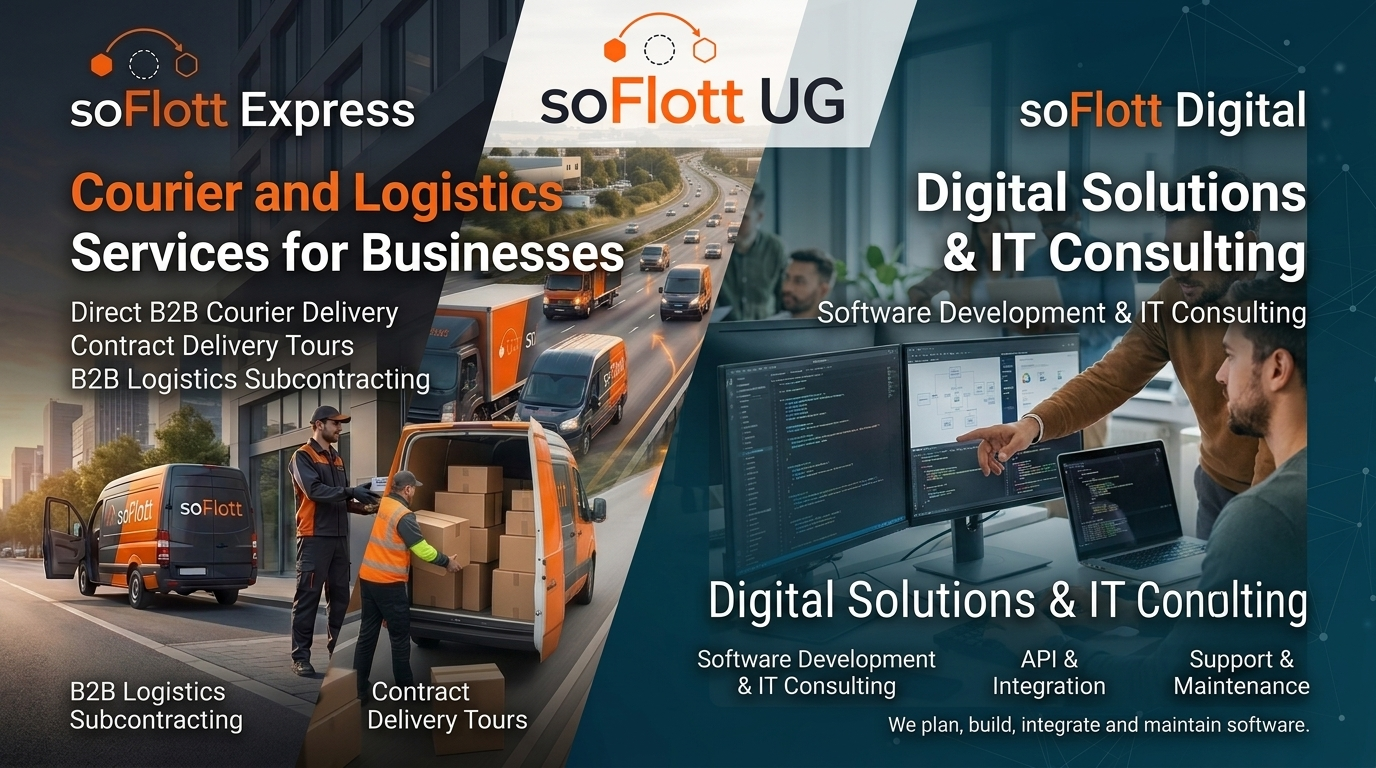 soFlott Express
Courier and Logistics
Services for Businesses
Direct B2B Courier Delivery
Contract Delivery Tours
B2B Logistics Subcontracting
soFlott
soFlott
B2B Logistics
Subcontracting
Contract
Delivery Tours
soFlott UG
soFlott Digital
Digital Solutions
& IT Consulting
Software Development & IT Consulting
Digital Solutions & IT Conαlting
Software Development
& IT Consulting
API &
Integration
Support &
Maintenance
We plan, build, integrate and maintain software.